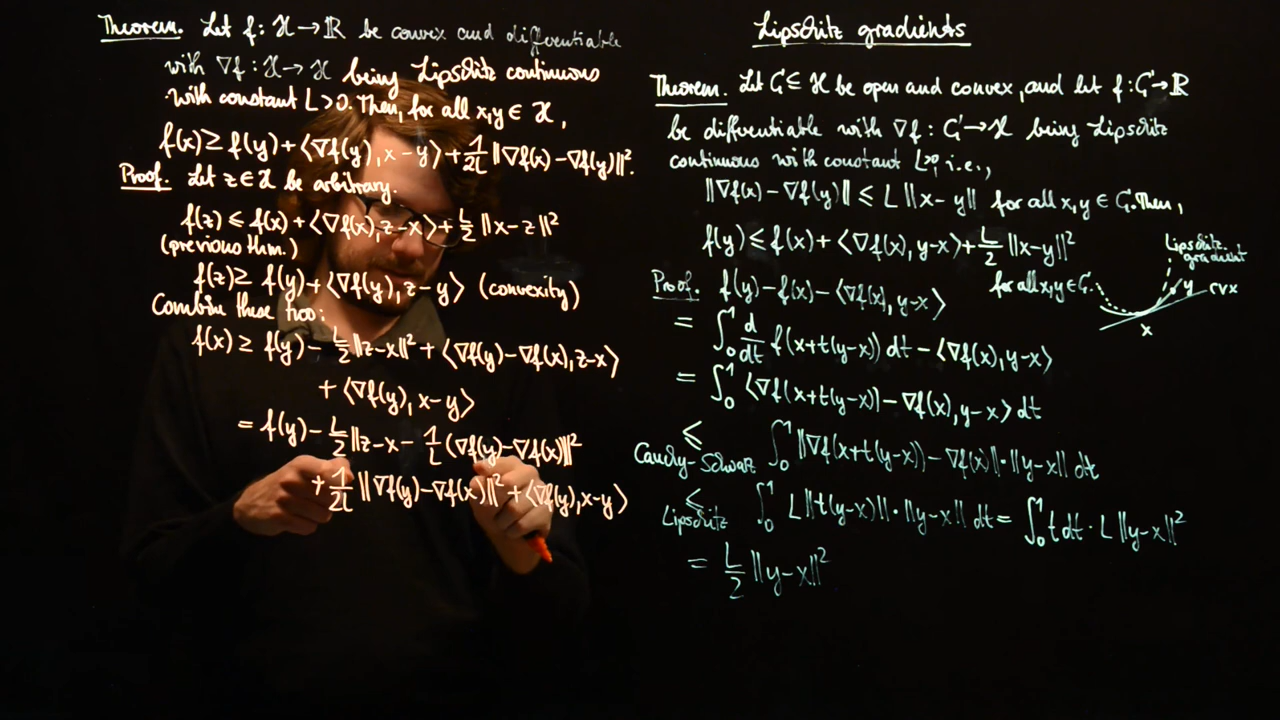 Theorem. Let f: ℋ→ℝ be convex and differentiable
with ∇f: ℋ→ℋ being Lipschitz continuous
with constant L>0. Then, for all x,y ∈ ℋ,
f(x) ≥ f(y) + ⟨∇f(y), x-y⟩ + 1/2L ‖∇f(x) - ∇f(y)‖².
Proof. Let z∈ℋ be arbitrary.
f(z) ≤ f(x) + ⟨∇f(x), z-x⟩ + L/2 ‖x-z‖²
(previous thm.)
f(z) ≥ f(y) + ⟨∇f(y), z-y⟩ (convexity)
Combine these two:
f(x) ≥ f(y) - L/2 ‖z-x‖² + ⟨∇f(y) - ∇f(x), z-x⟩
+ ⟨∇f(y), x-y⟩
= f(y) - L/2 ‖z-x - 1/L (∇f(y) - ∇f(x)‖²
+ 1/2L ‖∇f(y) - ∇f(x)‖² + ⟨∇f(y), x-y⟩
Lipschitz gradients
Theorem. Let C ⊆ ℋ be open and convex, and let f: C→ℝ
be differentiable with ∇f: C→ℋ being Lipschitz
continuous with constant L>0, i.e.,
‖∇f(x) - ∇f(y)‖ ≤ L ‖x-y‖ for all x,y ∈ C. Then,
f(y) ≤ f(x) + ⟨∇f(x), y-x⟩ + L/2 ‖x-y‖²
for all x,y ∈ C.
Lipschitz
gradient
y cvx
x
Proof. f(y) - f(x) - ⟨∇f(x), y-x⟩
= ∫₀¹ d/dt f(x+t(y-x)) dt - ⟨∇f(x), y-x⟩
= ∫₀¹ ⟨∇f(x+t(y-x)) - ∇f(x), y-x⟩ dt
≤ ∫₀¹ ‖∇f(x+t(y-x)) - ∇f(x)‖·‖y-x‖ dt
Cauchy-Schwarz
≤ ∫₀¹ L‖t(y-x)‖·‖y-x‖ dt = ∫₀¹ t dt · L ‖y-x‖²
Lipschitz
= L/2 ‖y-x‖²